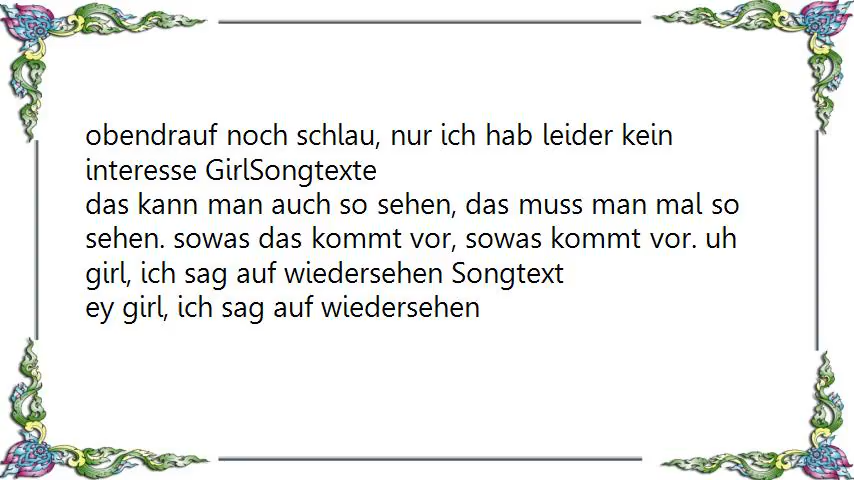 obendrauf noch schlau, nur ich hab leider kein
interesse GirlSongtexte
das kann man auch so sehen, das muss man mal so
sehen. sowas das kommt vor, sowas kommt vor. uh
girl, ich sag auf wiedersehen Songtext
ey girl, ich sag auf wiedersehen